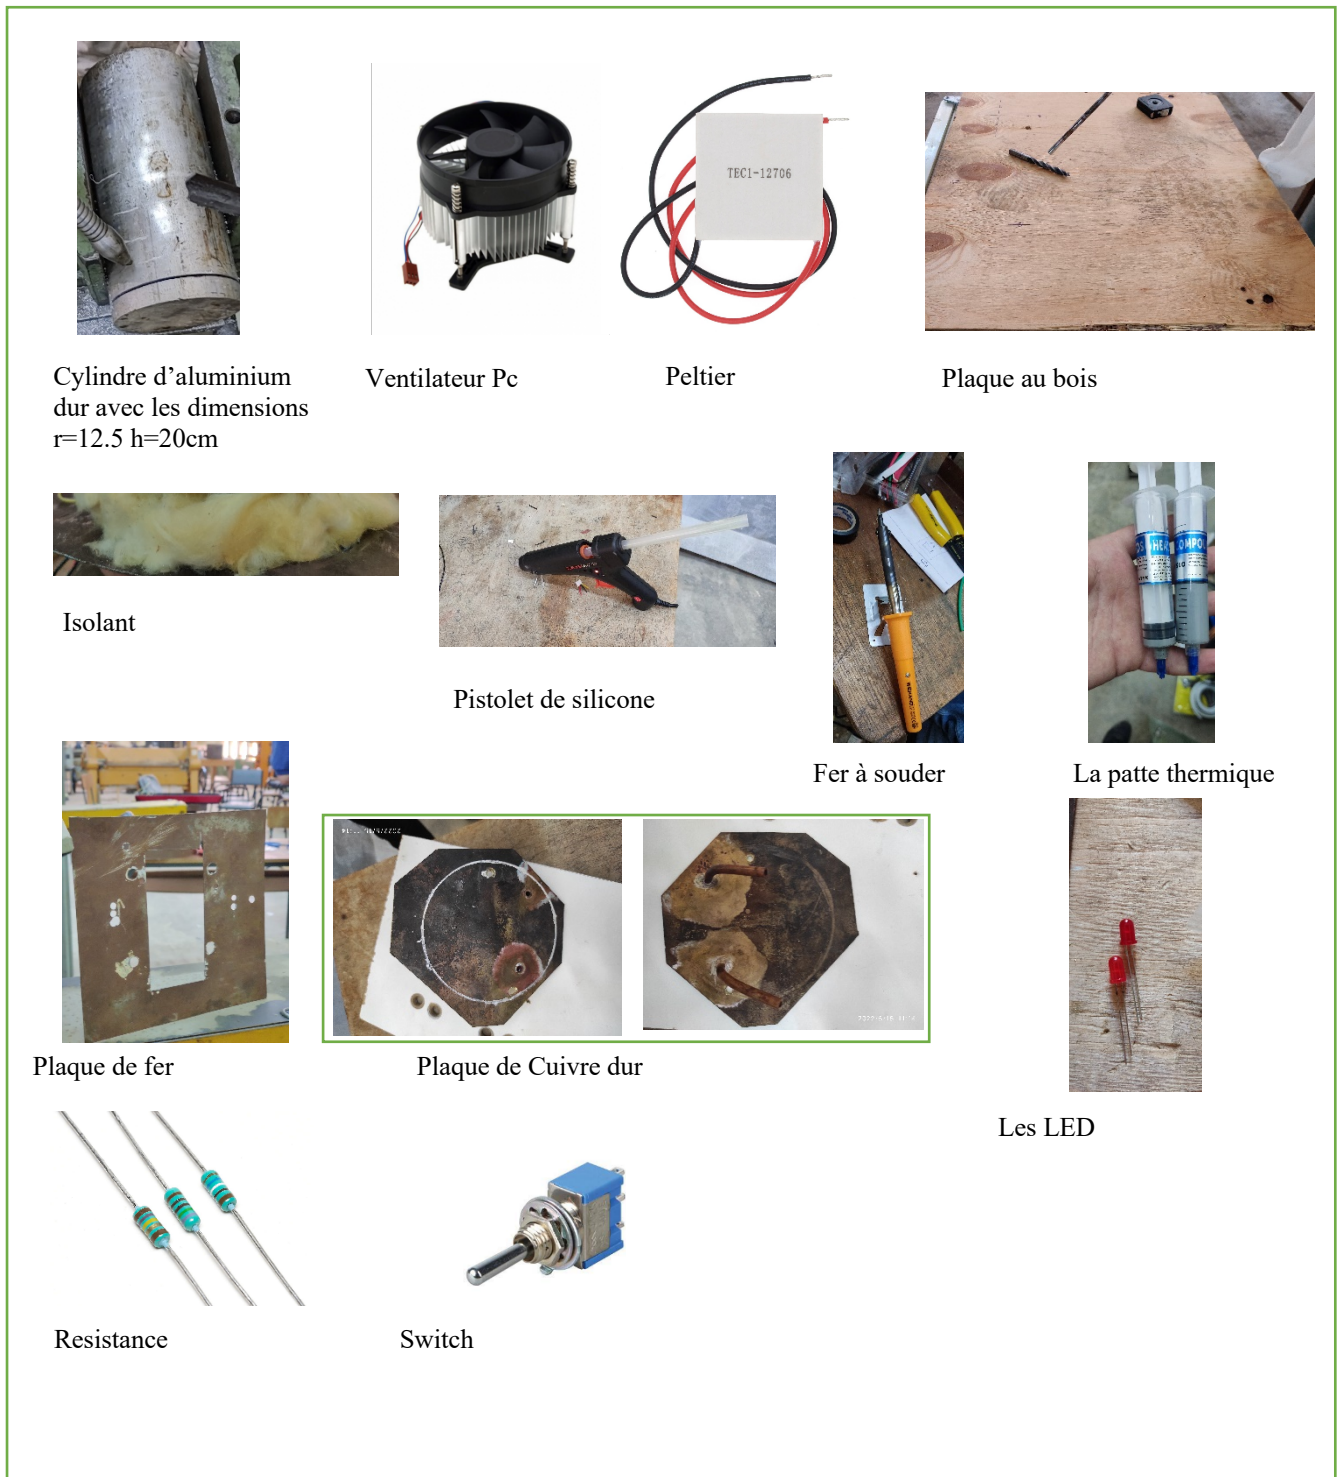 TEC1-12706
Cylindre d’aluminium
dur avec les dimensions
r=12.5 h=20cm
Ventilateur Pc
Peltier
Plaque au bois
Isolant
Pistolet de silicone
Fer à souder
La patte thermique
Plaque de fer
Plaque de Cuivre dur
Les LED
Resistance
Switch